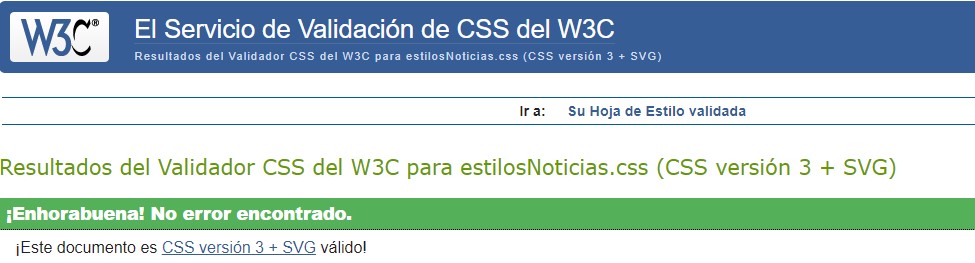 W3C®
El Servicio de Validación de CSS del W3C
Resultados del Validador CSS del W3C para estilosNoticias.css (CSS versión 3 + SVG)
Ir a: Su Hoja de Estilo validada
Resultados del Validador CSS del W3C para estilosNoticias.css (CSS versión 3 + SVG)
¡Enhorabuena! No error encontrado.
¡Este documento es CSS versión 3 + SVG válido!